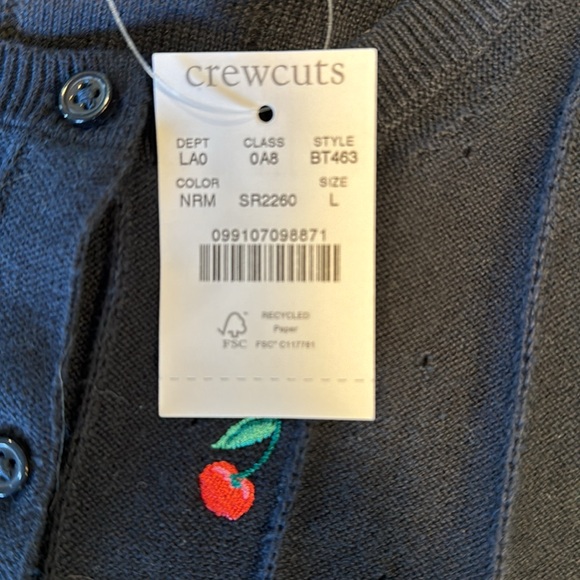 crewcuts
DEPT CLASS STYLE
LA0 0A8 BT463
COLOR SIZE
NRM SR2260 L
099107098871
RECYCLED
Paper
FSC FSC® C117761